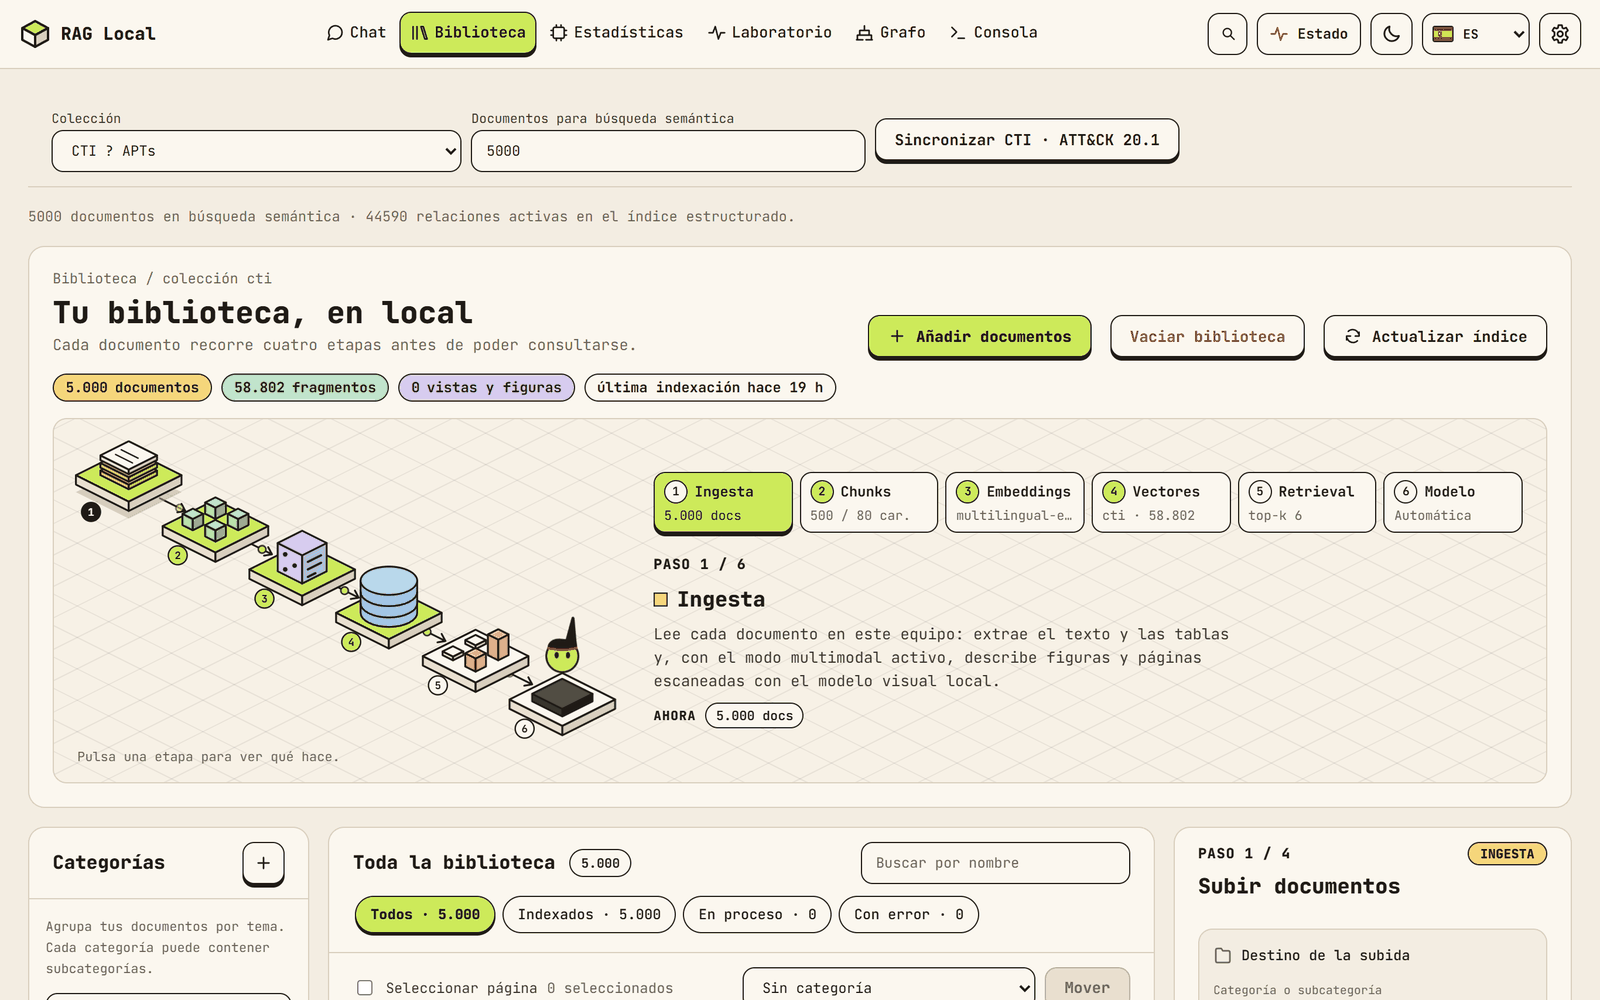 RAG Local
Chat
Biblioteca
Estadísticas
Laboratorio
Grafo
Consola
Estado
ES
Colección
CTI ? APTs
Documentos para búsqueda semántica
5000
Sincronizar CTI · ATT&CK 20.1
5000 documentos en búsqueda semántica · 44590 relaciones activas en el índice estructurado.
Biblioteca / colección cti
Tu biblioteca, en local
Cada documento recorre cuatro etapas antes de poder consultarse.
+ Añadir documentos
Vaciar biblioteca
Actualizar índice
5.000 documentos
58.802 fragmentos
0 vistas y figuras
última indexación hace 19 h
1
2
3
4
5
6
Pulsa una etapa para ver qué hace.
1 Ingesta
5.000 docs
2 Chunks
500 / 80 car.
3 Embeddings
multilingual-e…
4 Vectores
cti · 58.802
5 Retrieval
top-k 6
6 Modelo
Automática
PASO 1 / 6
Ingesta
Lee cada documento en este equipo: extrae el texto y las tablas
y, con el modo multimodal activo, describe figuras y páginas
escaneadas con el modelo visual local.
AHORA 5.000 docs
Categorías
+
Agrupa tus documentos por tema.
Cada categoría puede contener
subcategorías.
Toda la biblioteca 5.000
Buscar por nombre
Todos · 5.000
Indexados · 5.000
En proceso · 0
Con error · 0
Seleccionar página 0 seleccionados
Sin categoría
Mover
PASO 1 / 4
INGESTA
Subir documentos
Destino de la subida
Categoría o subcategoría